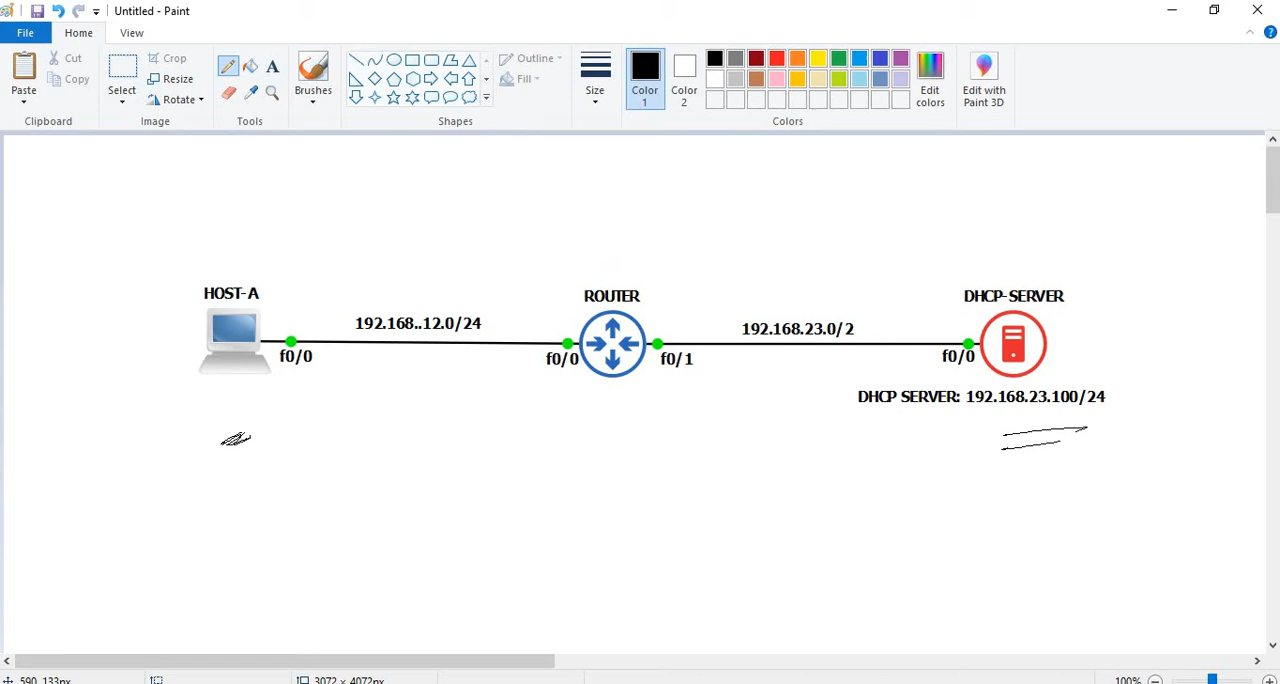 Untitled - Paint
File Home View
Paste
Cut
Copy
Clipboard
Select
Crop
Resize
Rotate
Image
A
Tools
Brushes
Outline
Fill
Shapes
Size
Color 1
Color 2
Edit colors
Colors
Edit with Paint 3D
HOST-A
f0/0
192.168..12.0/24
ROUTER
f0/0
f0/1
192.168.23.0/2
DHCP-SERVER
f0/0
DHCP SERVER: 192.168.23.100/24
590, 133px
3072 × 4072px
100%